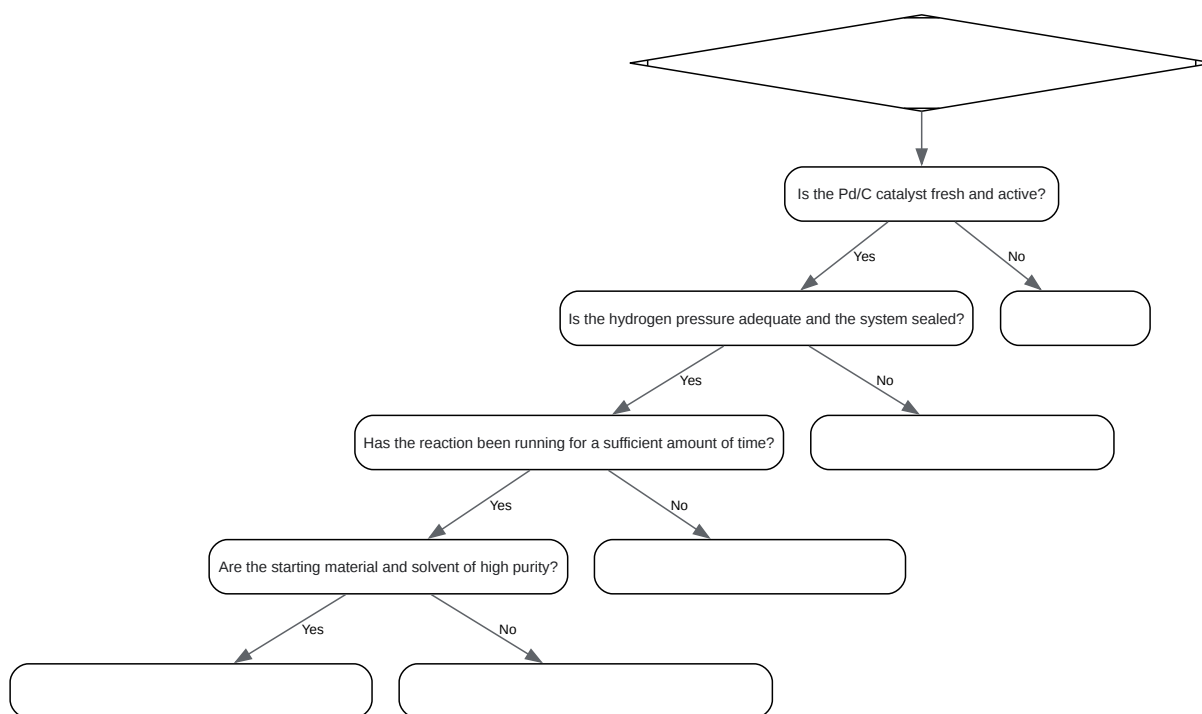 Is the Pd/C catalyst fresh and active?
Yes
No
Is the hydrogen pressure adequate and the system sealed?
Yes
No
Has the reaction been running for a sufficient amount of time?
Yes
No
Are the starting material and solvent of high purity?
Yes
No